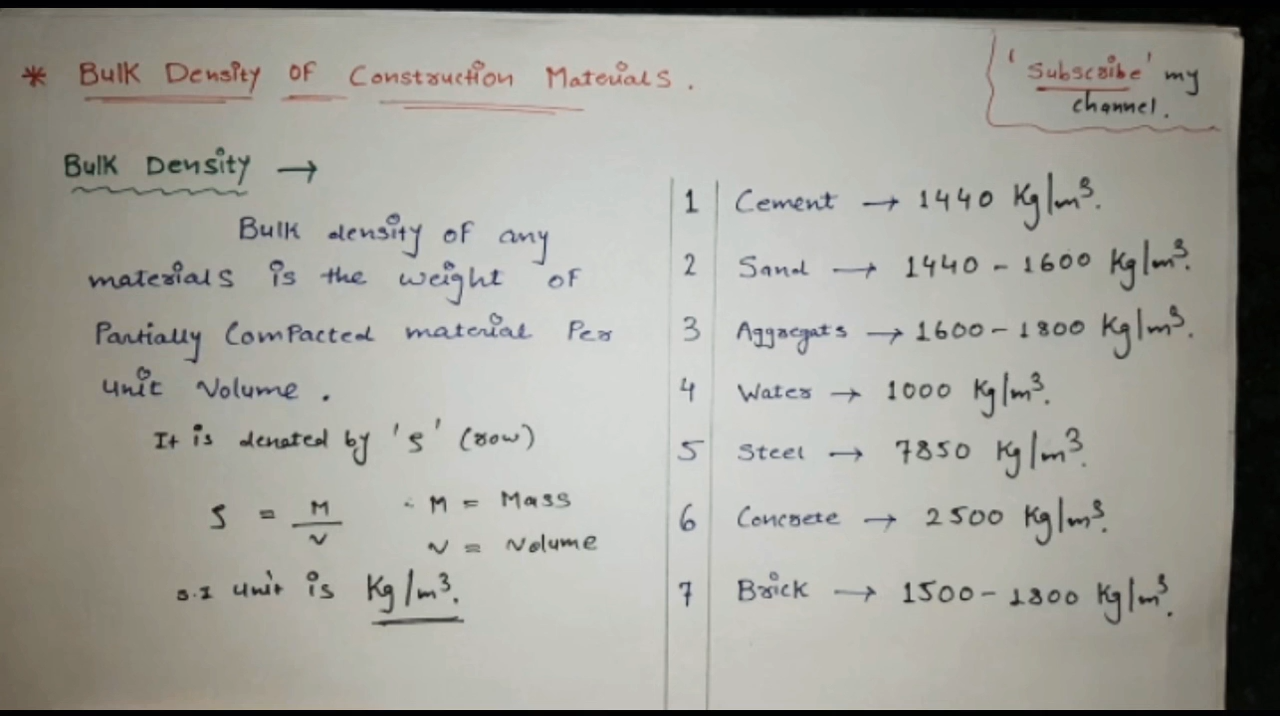 * Bulk Density of Construction Materials.
'Subscribe' my
channel.
Bulk Density →
Bulk density of any
materials is the weight of
Partially Compacted material Per
unit Volume.
It is denated by 'ς' (row)
ς = M/V ∴ M = Mass
V = Volume
S.I unit is Kg/m³.
1 Cement → 1440 Kg/m³.
2 Sand → 1440 - 1600 Kg/m³.
3 Aggregats → 1600 - 1800 Kg/m³.
4 Water → 1000 Kg/m³.
5 Steel → 7850 Kg/m³.
6 Concrete → 2500 Kg/m³.
7 Brick → 1500 - 1800 Kg/m³.